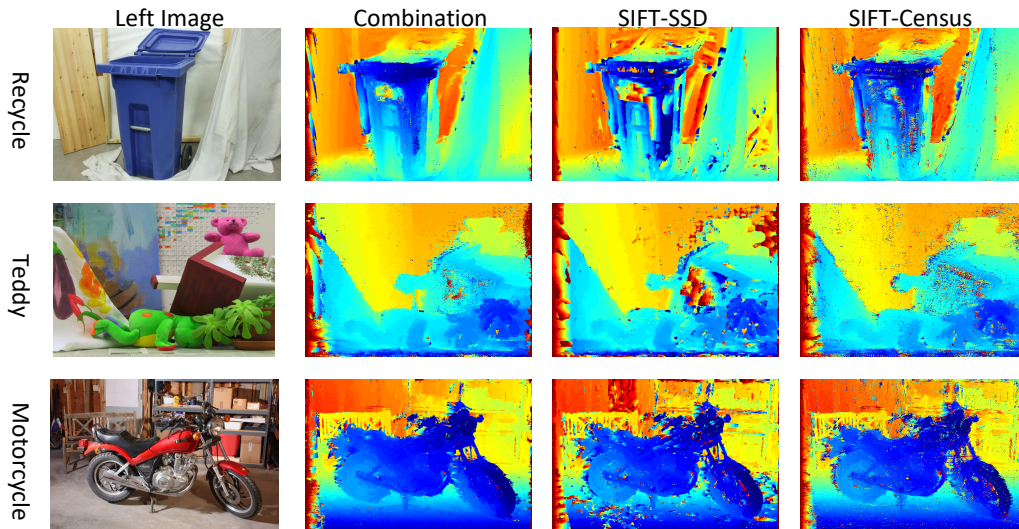 Left Image Combination SIFT-SSD SIFT-Census
Recycle
Teddy
Motorcycle